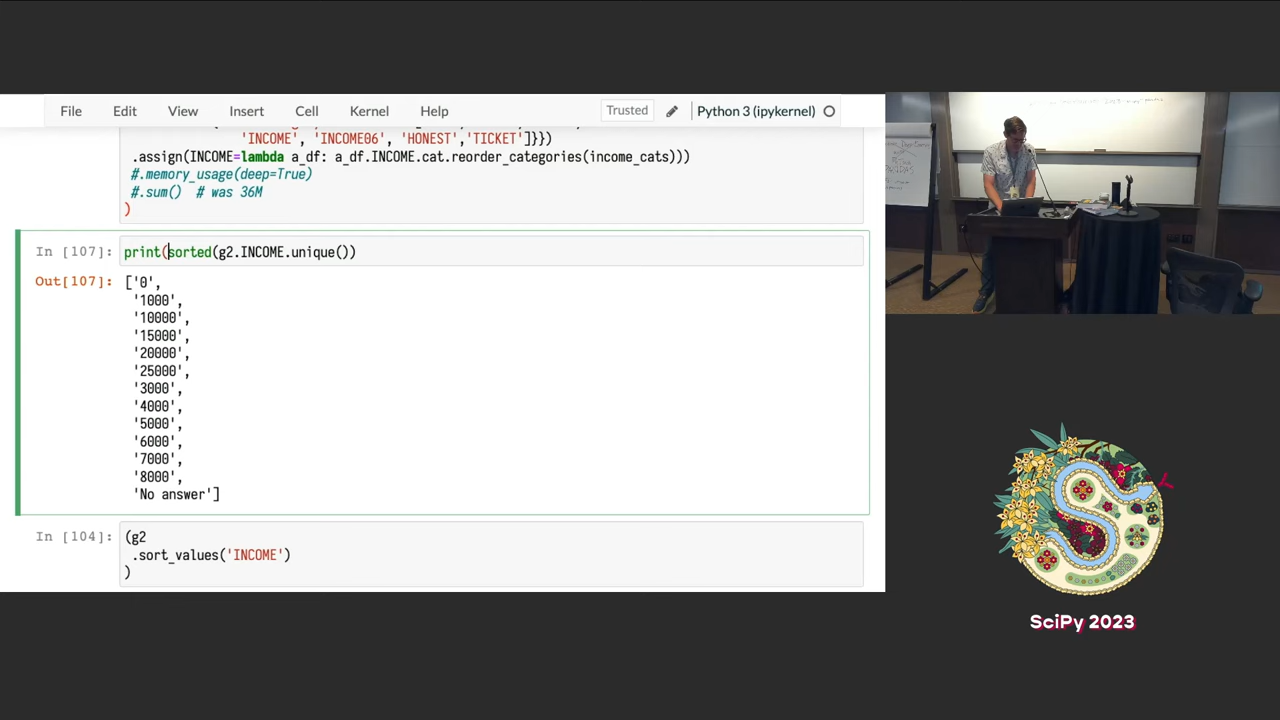 File Edit View Insert Cell Kernel Help Trusted Python 3 (ipykernel)
'INCOME', 'INCOME06', 'HONEST','TICKET']}})
.assign(INCOME=lambda a_df: a_df.INCOME.cat.reorder_categories(income_cats)))
#.memory_usage(deep=True)
#.sum()  # was 36M
)
In [107]: print(sorted(g2.INCOME.unique())
Out[107]: ['0',
'1000',
'10000',
'15000',
'20000',
'25000',
'3000',
'4000',
'5000',
'6000',
'7000',
'8000',
'No answer']
In [104]: (g2
.sort_values('INCOME')
)
SciPy 2023